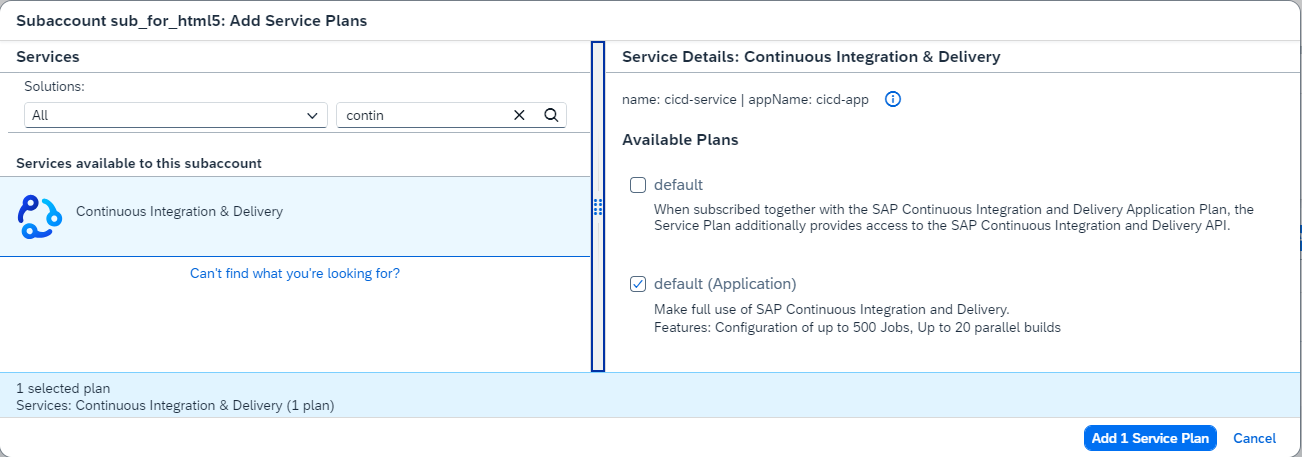 Subaccount sub_for_html5: Add Service Plans
Services
Solutions:
All
contin
Services available to this subaccount
Continuous Integration & Delivery
Can't find what you're looking for?
Service Details: Continuous Integration & Delivery
name: cicd-service | appName: cicd-app
Available Plans
default
When subscribed together with the SAP Continuous Integration and Delivery Application Plan, the
Service Plan additionally provides access to the SAP Continuous Integration and Delivery API.
default (Application)
Make full use of SAP Continuous Integration and Delivery.
Features: Configuration of up to 500 Jobs, Up to 20 parallel builds
1 selected plan
Services: Continuous Integration & Delivery (1 plan)
Add 1 Service Plan
Cancel